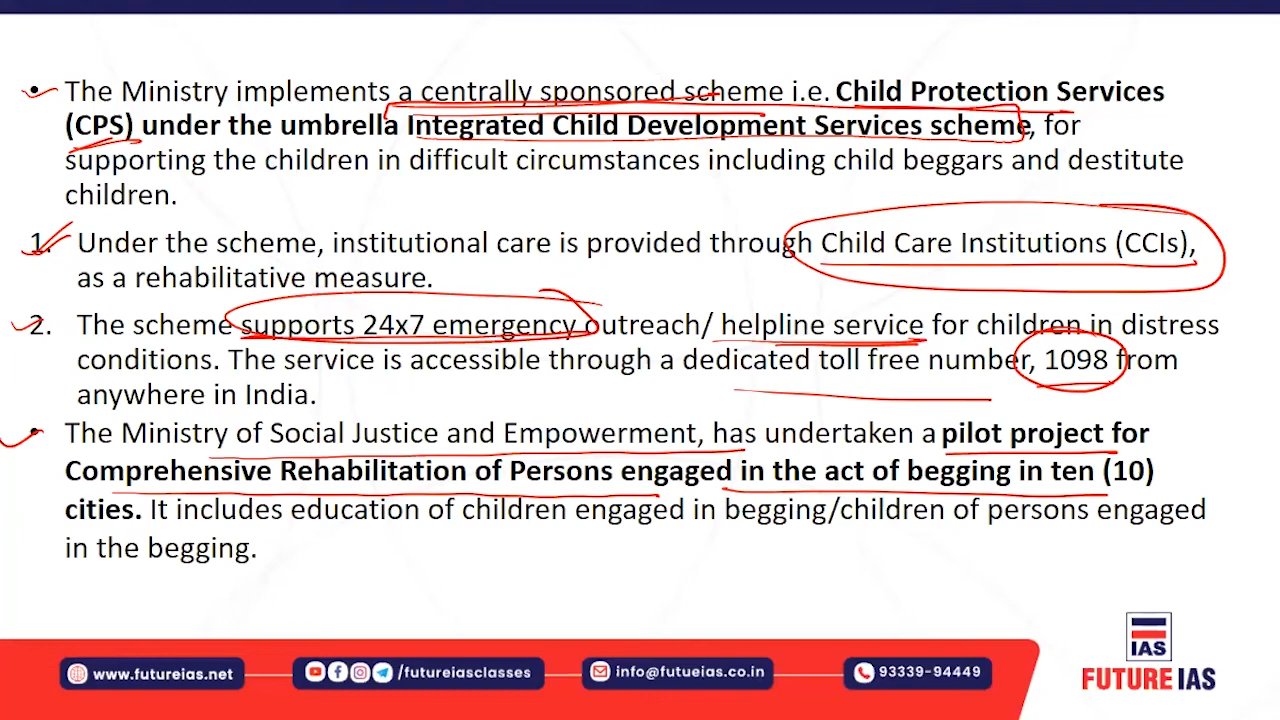 • The Ministry implements a centrally sponsored scheme i.e. Child Protection Services
(CPS) under the umbrella Integrated Child Development Services scheme, for
supporting the children in difficult circumstances including child beggars and destitute
children.
1. Under the scheme, institutional care is provided through Child Care Institutions (CCIs),
as a rehabilitative measure.
2. The scheme supports 24x7 emergency outreach/ helpline service for children in distress
conditions. The service is accessible through a dedicated toll free number, 1098 from
anywhere in India.
• The Ministry of Social Justice and Empowerment, has undertaken a pilot project for
Comprehensive Rehabilitation of Persons engaged in the act of begging in ten (10)
cities. It includes education of children engaged in begging/children of persons engaged
in the begging.
IAS
FUTURE IAS
www.futureias.net
/futureiasclasses
info@futueias.co.in
93339-94449